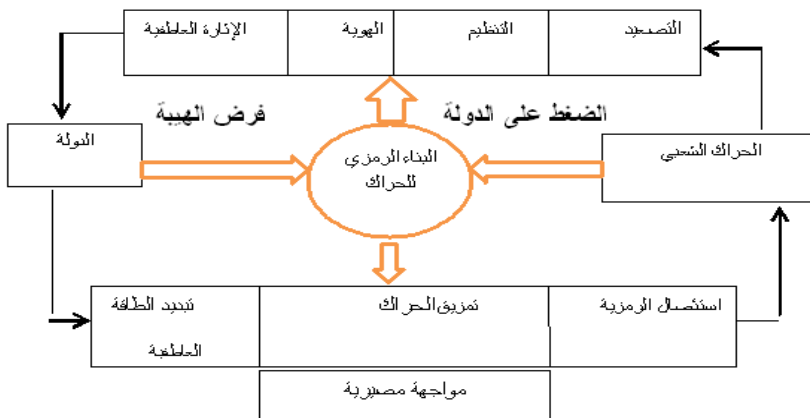 التصعيد
التنظيم
الهوية
الإثارة العاطفية
الضغط على الدولة
فرض الهيبة
الحراك الشعبي
البناء الرمزي
للحراك
الدولة
استئصال الرمزية
تمزيق الحراك
تبديد الطاقة
العاطفية
مواجهة مصيرية